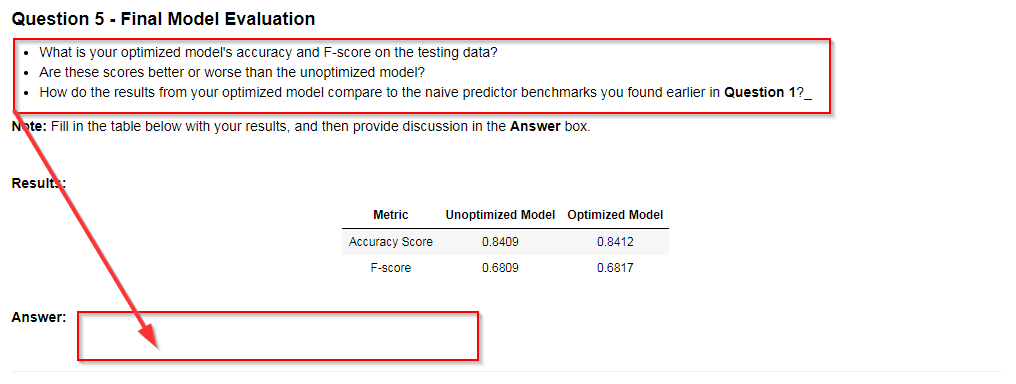 Question 5 - Final Model Evaluation
• What is your optimized model's accuracy and F-score on the testing data?
• Are these scores better or worse than the unoptimized model?
• How do the results from your optimized model compare to the naive predictor benchmarks you found earlier in Question 1?_
Note: Fill in the table below with your results, and then provide discussion in the Answer box.
Results:
Metric Unoptimized Model Optimized Model
Accuracy Score 0.8409 0.8412
F-score 0.6809 0.6817
Answer: